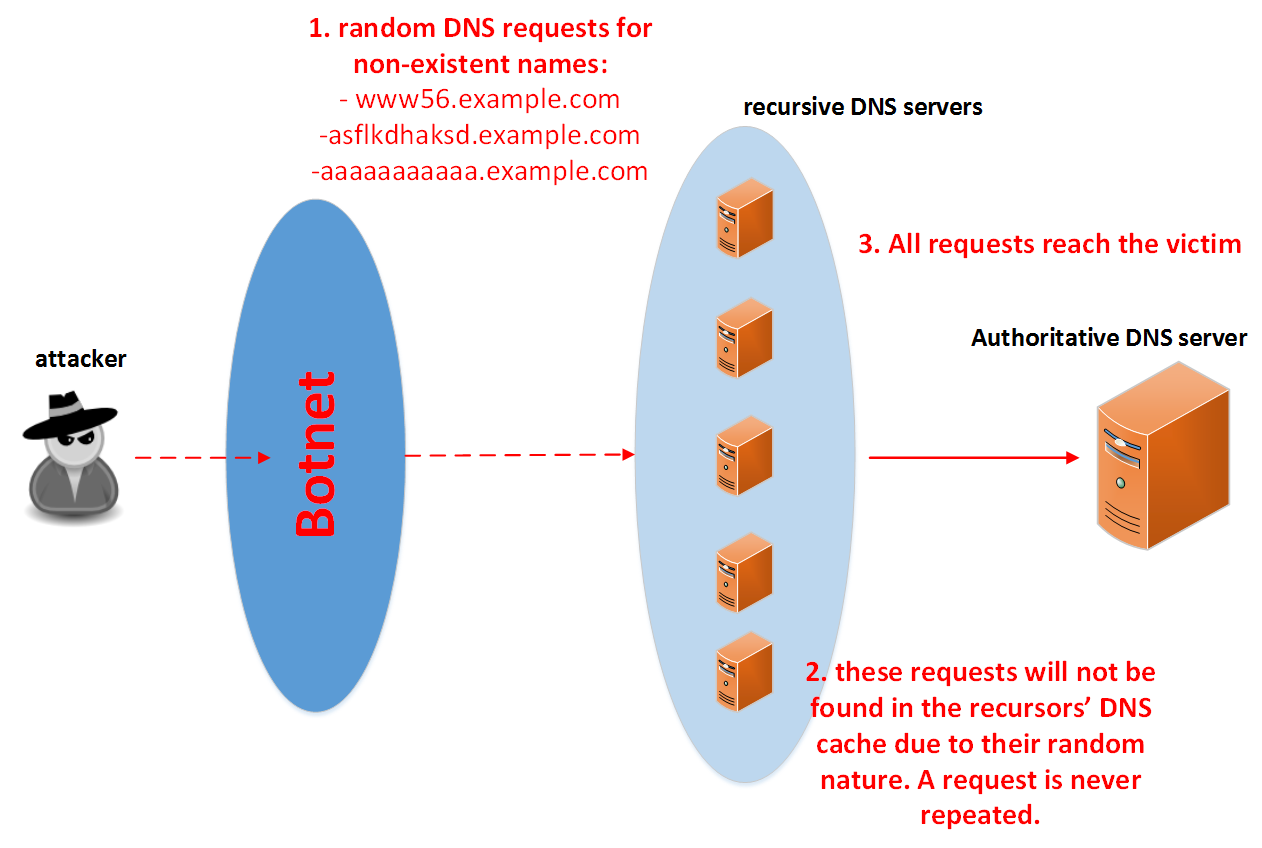 1. random DNS requests for
non-existent names:
- www56.example.com
-asflkdhaksd.example.com
-aaaaaaaaaaa.example.com
recursive DNS servers
3. All requests reach the victim
Authoritative DNS server
attacker
Botnet
2. these requests will not be
found in the recursors’ DNS
cache due to their random
nature. A request is never
repeated.